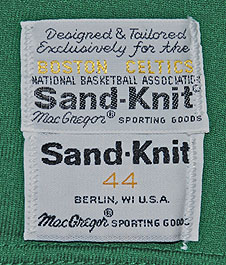 Designed & Tailored
Exclusively for the
BOSTON CELTICS
NATIONAL BASKETBALL ASSOCIATION
Sand-Knit®
MacGregor® SPORTING GOODS
Sand-Knit
44
BERLIN, WI U.S.A.
MacGregor® SPORTING GOODS